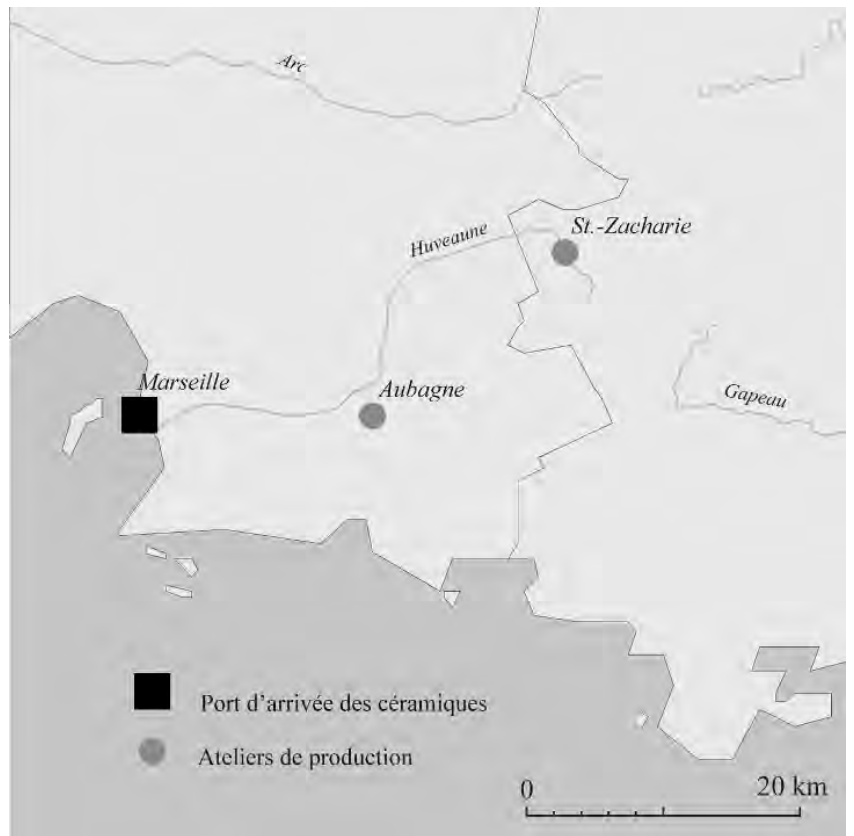 Arc
St.-Zacharie
Huveaune
Marseille
Aubagne
Gapeau
Port d'arrivée des céramiques
Ateliers de production
0 20 km